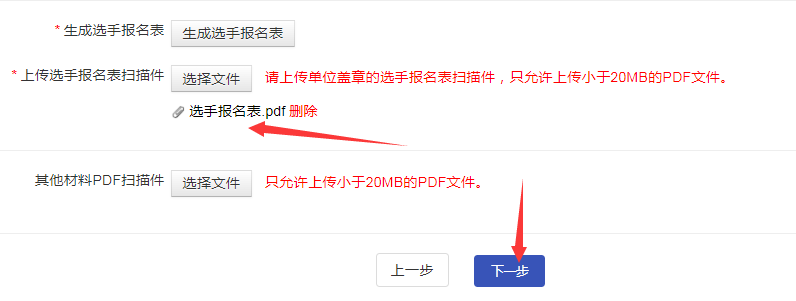 * 生成选手报名表 生成选手报名表
* 上传选手报名表扫描件 选择文件 请上传单位盖章的选手报名表扫描件，只允许上传小于20MB的PDF文件。
选手报名表.pdf 删除
其他材料PDF扫描件 选择文件 只允许上传小于20MB的PDF文件。
上一步 下一步